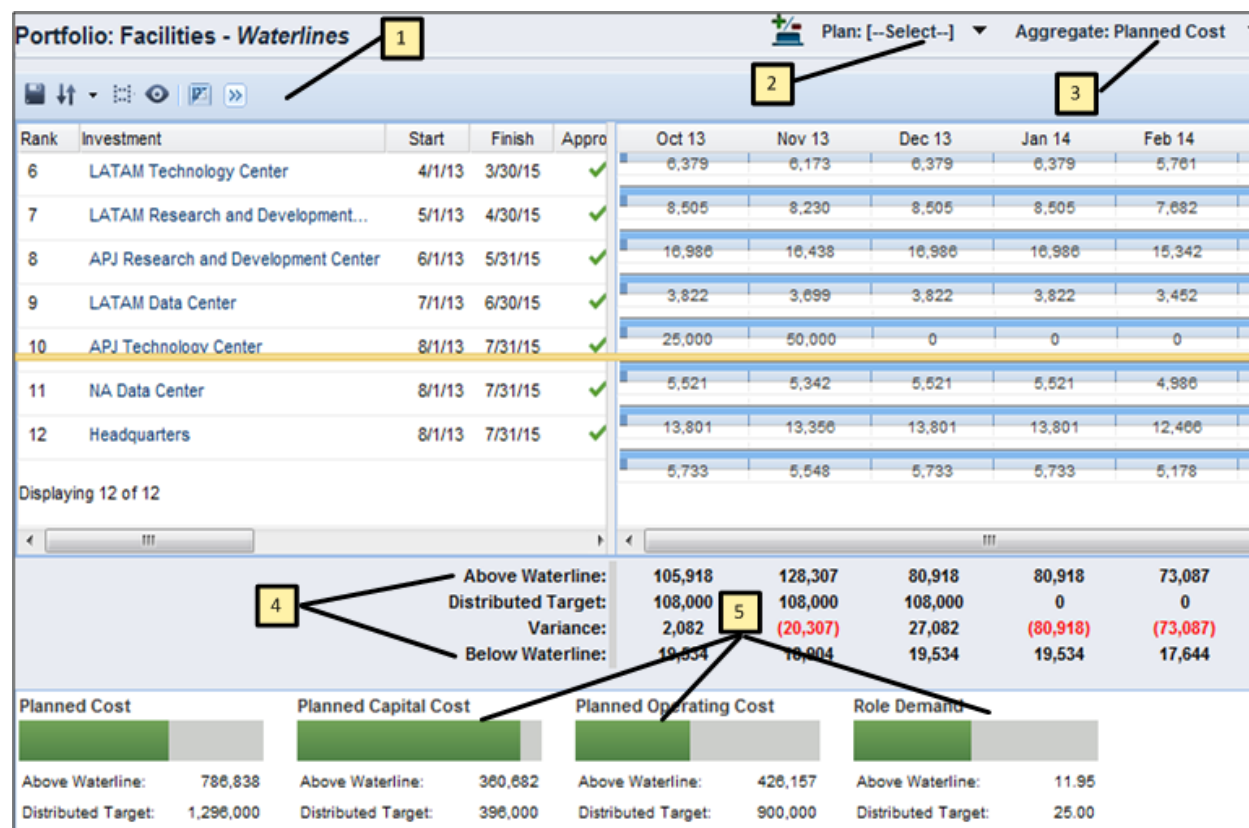 Portfolio: Facilities - Waterlines
1
Plan: [--Select--]
Aggregate: Planned Cost
2
3
Rank Investment Start Finish Appro Oct 13 Nov 13 Dec 13 Jan 14 Feb 14
6 LATAM Technology Center 4/1/13 3/30/15 6,379 6,173 6,379 6,379 5,761
7 LATAM Research and Development... 5/1/13 4/30/15 8,505 8,230 8,505 8,505 7,682
8 APJ Research and Development Center 6/1/13 5/31/15 16,986 16,438 16,986 16,986 15,342
9 LATAM Data Center 7/1/13 6/30/15 3,822 3,699 3,822 3,822 3,452
10 APJ Technology Center 8/1/13 7/31/15 25,000 50,000 0 0 0
11 NA Data Center 8/1/13 7/31/15 5,521 5,342 5,521 5,521 4,986
12 Headquarters 8/1/13 7/31/15 13,801 13,356 13,801 13,801 12,466
5,733 5,548 5,733 5,733 5,178
Displaying 12 of 12
Above Waterline: 105,918 128,307 80,918 80,918 73,087
4
Distributed Target: 108,000 108,000 108,000 0 0
5
Variance: 2,082 (20,307) 27,082 (80,918) (73,087)
Below Waterline: 19,534 18,904 19,534 19,534 17,644
Planned Cost Planned Capital Cost Planned Operating Cost Role Demand
Above Waterline: 786,838 Above Waterline: 360,682 Above Waterline: 426,157 Above Waterline: 11.95
Distributed Target: 1,296,000 Distributed Target: 396,000 Distributed Target: 900,000 Distributed Target: 25.00